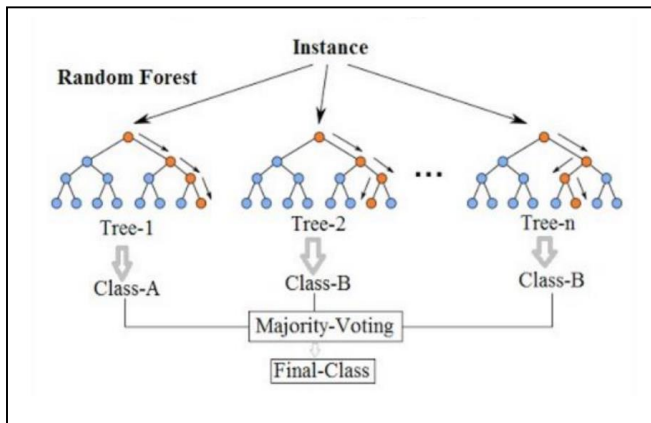 Instance
Random Forest
...
Tree-1
Tree-2
Tree-n
Class-A
Class-B
Class-B
Majority-Voting
Final-Class